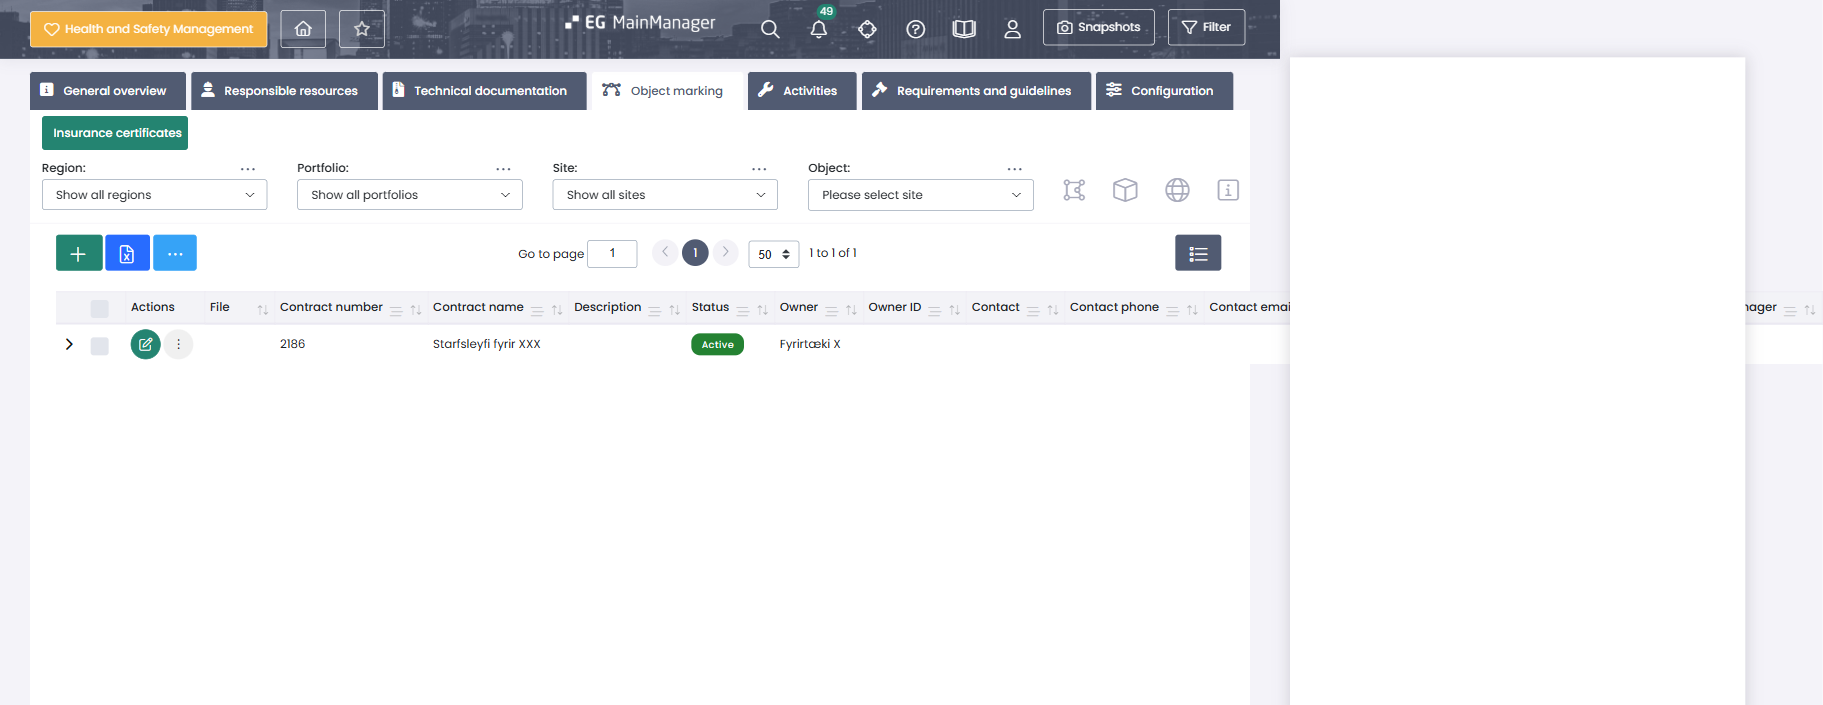 Health and Safety Management
EG MainManager
49
Snapshots
Filter
General overview
Responsible resources
Technical documentation
Object marking
Activities
Requirements and guidelines
Configuration
Insurance certificates
Region:
Portfolio:
Site:
Object:
Show all regions
Show all portfolios
Show all sites
Please select site
Go to page 1
1
50
1 to 1 of 1
Actions File Contract number Contract name Description Status Owner Owner ID Contact Contact phone Contact emai nager
2186 Starfsleyfi fyrir XXX Active Fyrirtæki X